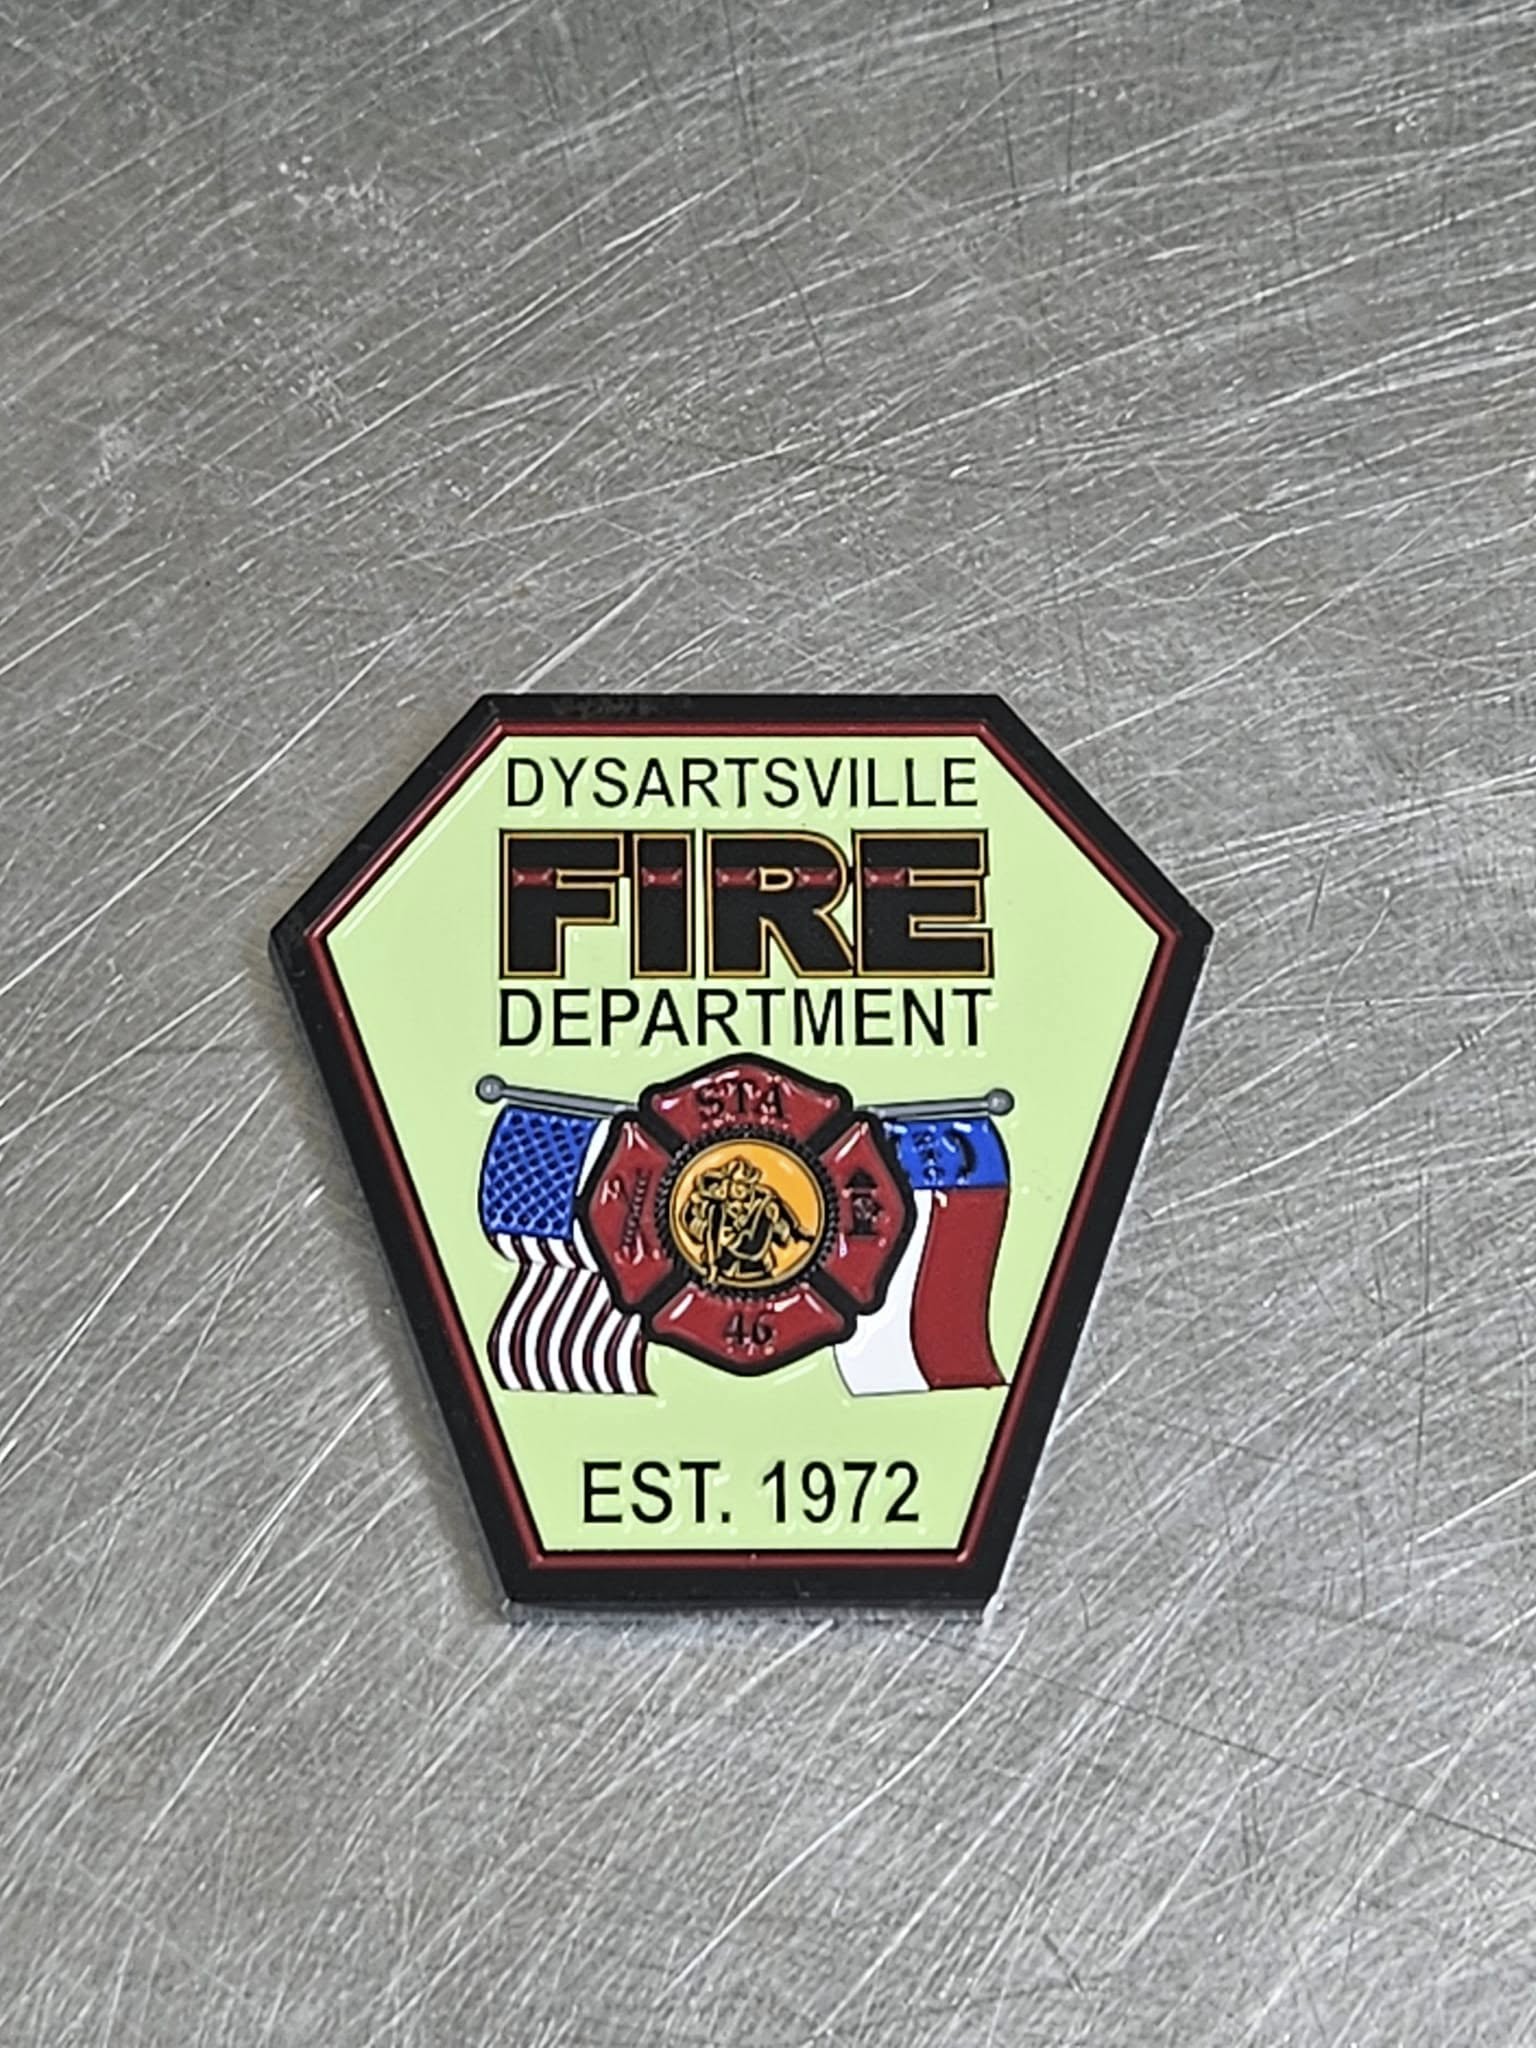 DYSARTSVILLE
FIRE
DEPARTMENT
STA
46
EST. 1972